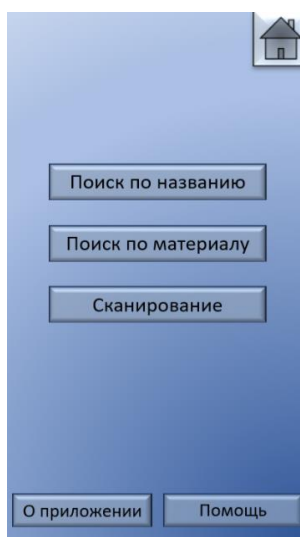 Поиск по названию
Поиск по материалу
Сканирование
О приложении
Помощь